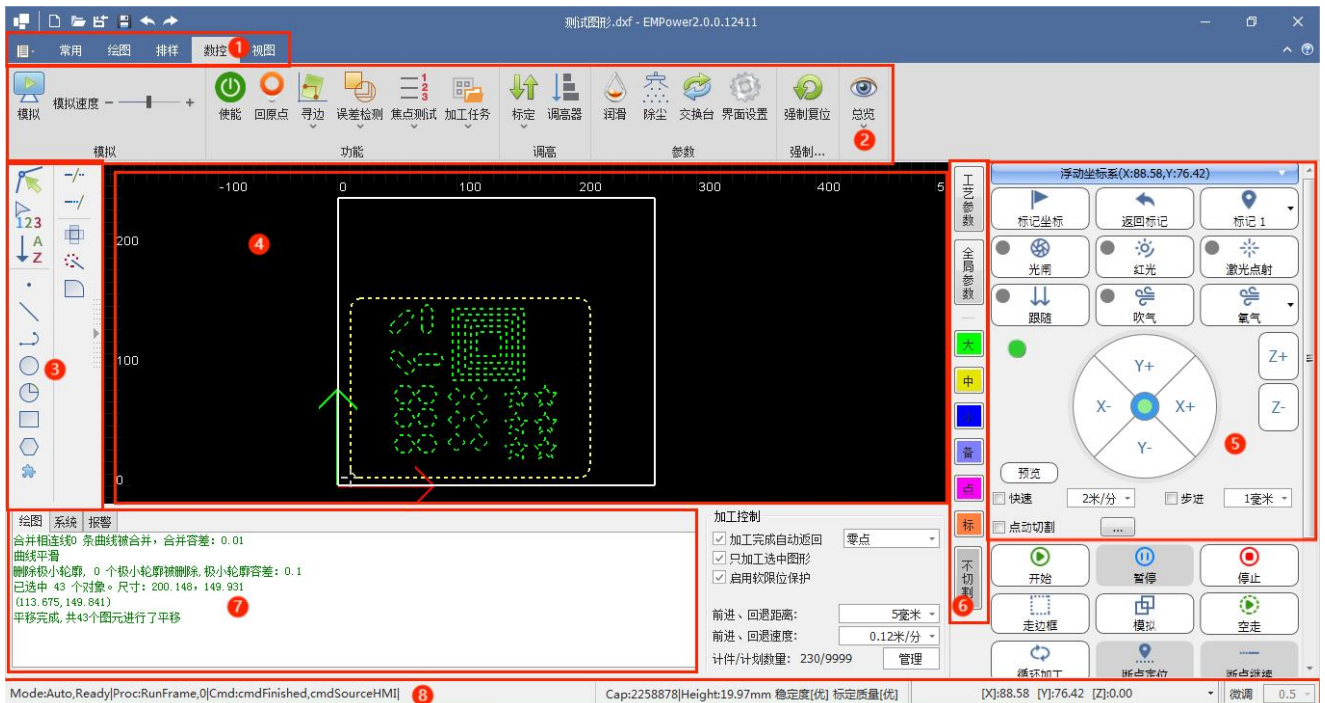 测试图形.dxf - EMPower2.0.0.12411
常用 绘图 排样 数控 1 视图
模拟 模拟速度 - +
使能 回原点 寻边 误差检测 焦点测试 加工任务
标定 调高器
润滑 除尘 交换台 界面设置
强制复位
总览
2
模拟 功能 调高 参数 强制...
123
A
Z
3
-100 0 100 200 300 400 5
200
100
0
4
工艺参数
全局参数
大
中
小
备
点
标
不切割
6
浮动坐标系(X:88.58,Y:76.42)
标记坐标 返回标记 标记 1
光闸 红光 激光点射
跟随 吹气 氧气
Y+
X- X+
Y-
Z+
Z-
5
预览
快速 2米/分 步进 1毫米
点动切割 ...
开始 暂停 停止
走边框 模拟 空走
循环加工 断点定位 断点继续
绘图 系统 报警
合并相连线0 条曲线被合并，合并容差：0.01
曲线平滑
删除极小轮廓, 0 个极小轮廓被删除,极小轮廓容差：0.1
已选中 43 个对象。尺寸：200.148，149.931
(113.675,149.841)
平移完成,共43个图元进行了平移
7
加工控制
加工完成自动返回 零点
只加工选中图形
启用软限位保护
前进、回退距离: 5毫米
前进、回退速度: 0.12米/分
计件/计划数量: 230/9999 管理
Mode:Auto,Ready|Proc:RunFrame,0|Cmd:cmdFinished,cmdSourceHMI| 8 Cap:2258878|Height:19.97mm 稳定度[优] 标定质量[优] [X]:88.58 [Y]:76.42 [Z]:0.00 微调 0.5